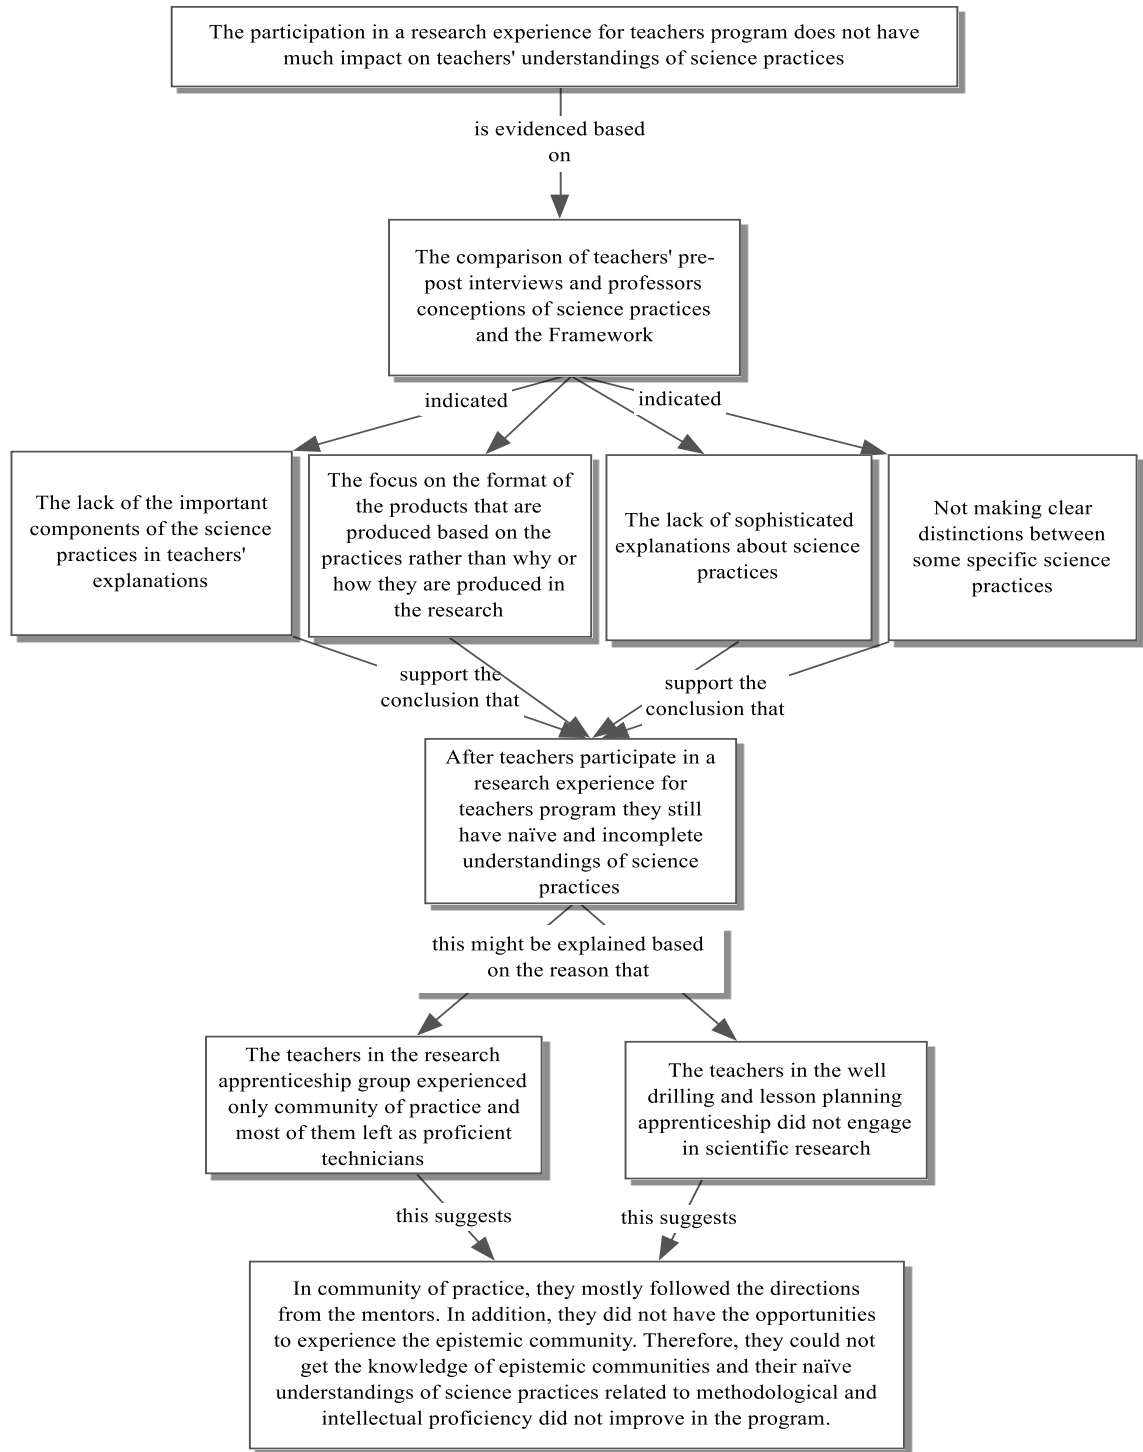 The participation in a research experience for teachers program does not have
much impact on teachers' understandings of science practices
is evidenced based
on
The comparison of teachers' pre-
post interviews and professors
conceptions of science practices
and the Framework
indicated
indicated
The lack of the important
components of the science
practices in teachers'
explanations
The focus on the format of
the products that are
produced based on the
practices rather than why or
how they are produced in
the research
The lack of sophisticated
explanations about science
practices
Not making clear
distinctions between
some specific science
practices
support the
conclusion that
support the
conclusion that
After teachers participate in a
research experience for
teachers program they still
have naïve and incomplete
understandings of science
practices
this might be explained based
on the reason that
The teachers in the research
apprenticeship group experienced
only community of practice and
most of them left as proficient
technicians
The teachers in the well
drilling and lesson planning
apprenticeship did not engage
in scientific research
this suggests
this suggests
In community of practice, they mostly followed the directions
from the mentors. In addition, they did not have the opportunities
to experience the epistemic community. Therefore, they could not
get the knowledge of epistemic communities and their naïve
understandings of science practices related to methodological and
intellectual proficiency did not improve in the program.